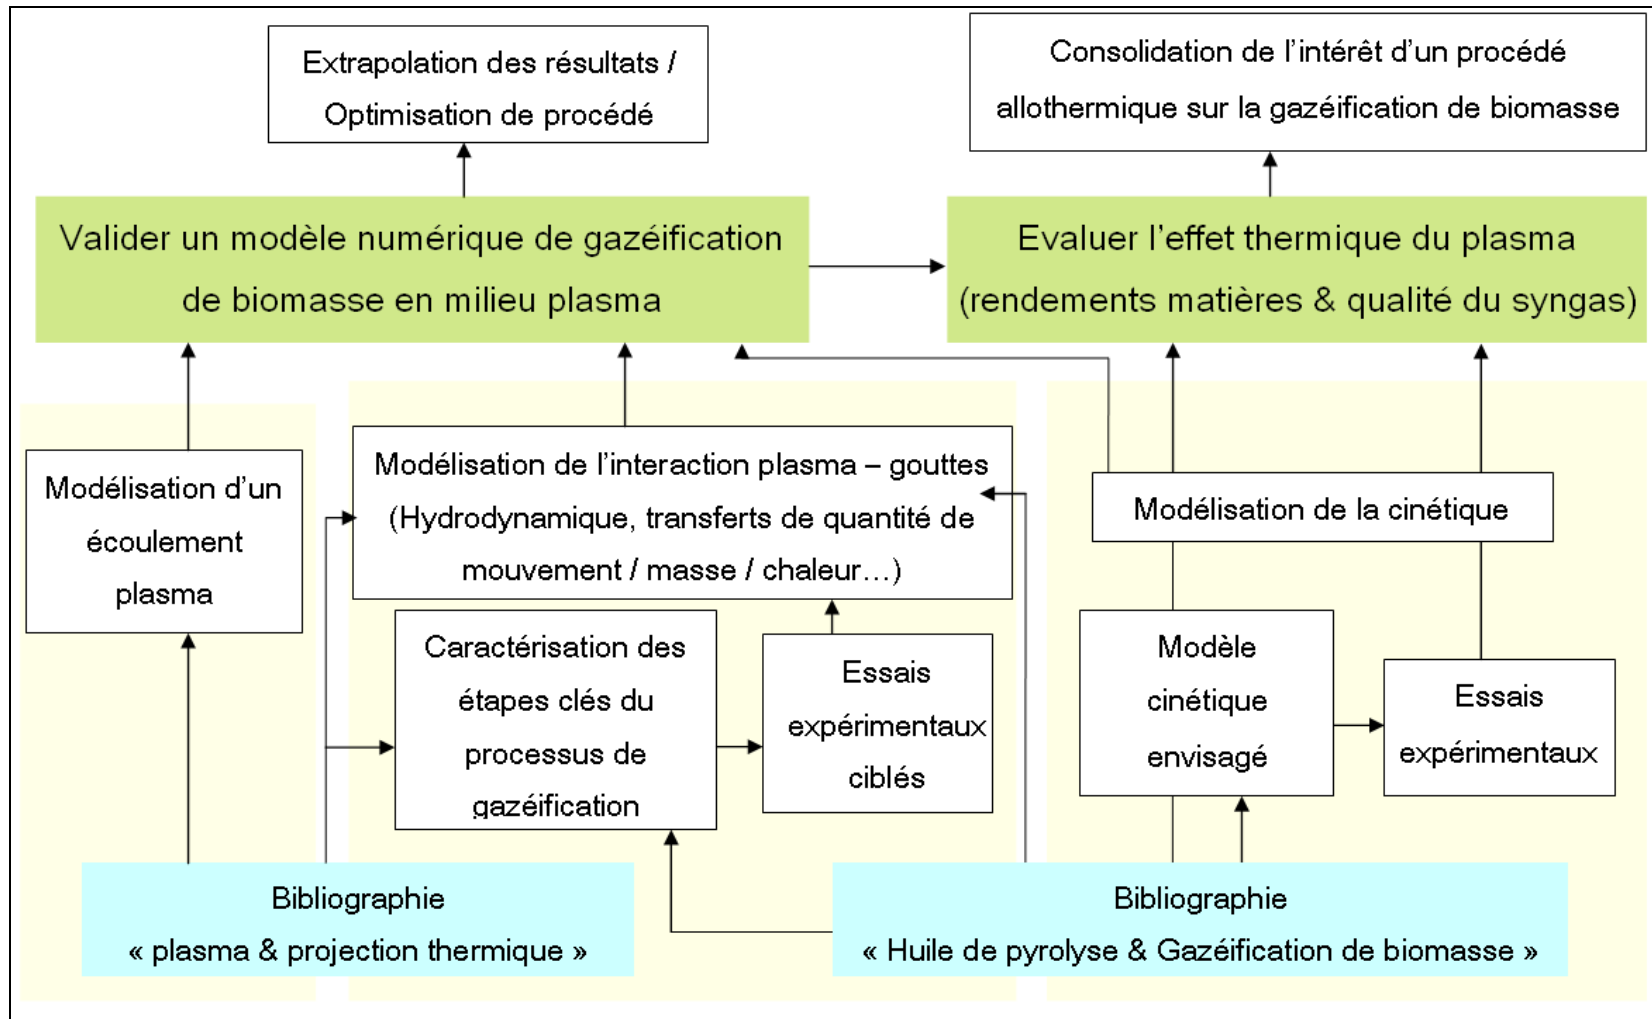 Extrapolation des résultats /
Optimisation de procédé
Consolidation de l’intérêt d’un procédé
allothermique sur la gazéification de biomasse
Valider un modèle numérique de gazéification
de biomasse en milieu plasma
Evaluer l’effet thermique du plasma
(rendements matières & qualité du syngas)
Modélisation d’un
écoulement
plasma
Modélisation de l’interaction plasma – gouttes
(Hydrodynamique, transferts de quantité de
mouvement / masse / chaleur…)
Modélisation de la cinétique
Caractérisation des
étapes clés du
processus de
gazéification
Essais
expérimentaux
ciblés
Modèle
cinétique
envisagé
Essais
expérimentaux
Bibliographie
« plasma & projection thermique »
Bibliographie
« Huile de pyrolyse & Gazéification de biomasse »